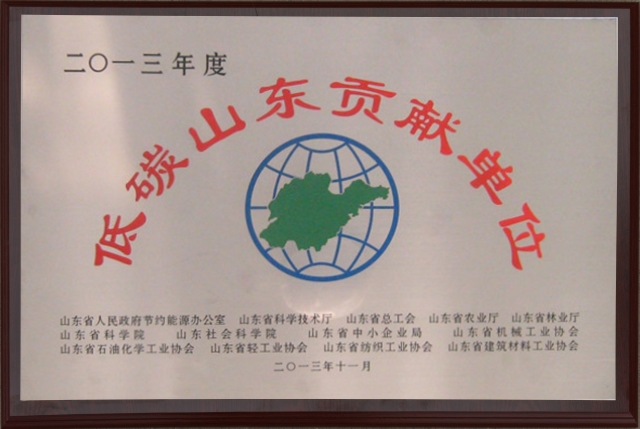 二〇一三年度
低碳山东贡献单位
山东省人民政府节约能源办公室 山东省科学技术厅 山东省总工会 山东省农业厅 山东省林业厅
山东省科学院 山东社会科学院 山东省中小企业局 山东省机械工业协会
山东省石油化学工业协会 山东省轻工业协会 山东省纺织工业协会 山东省建筑材料工业协会
二〇一三年十一月